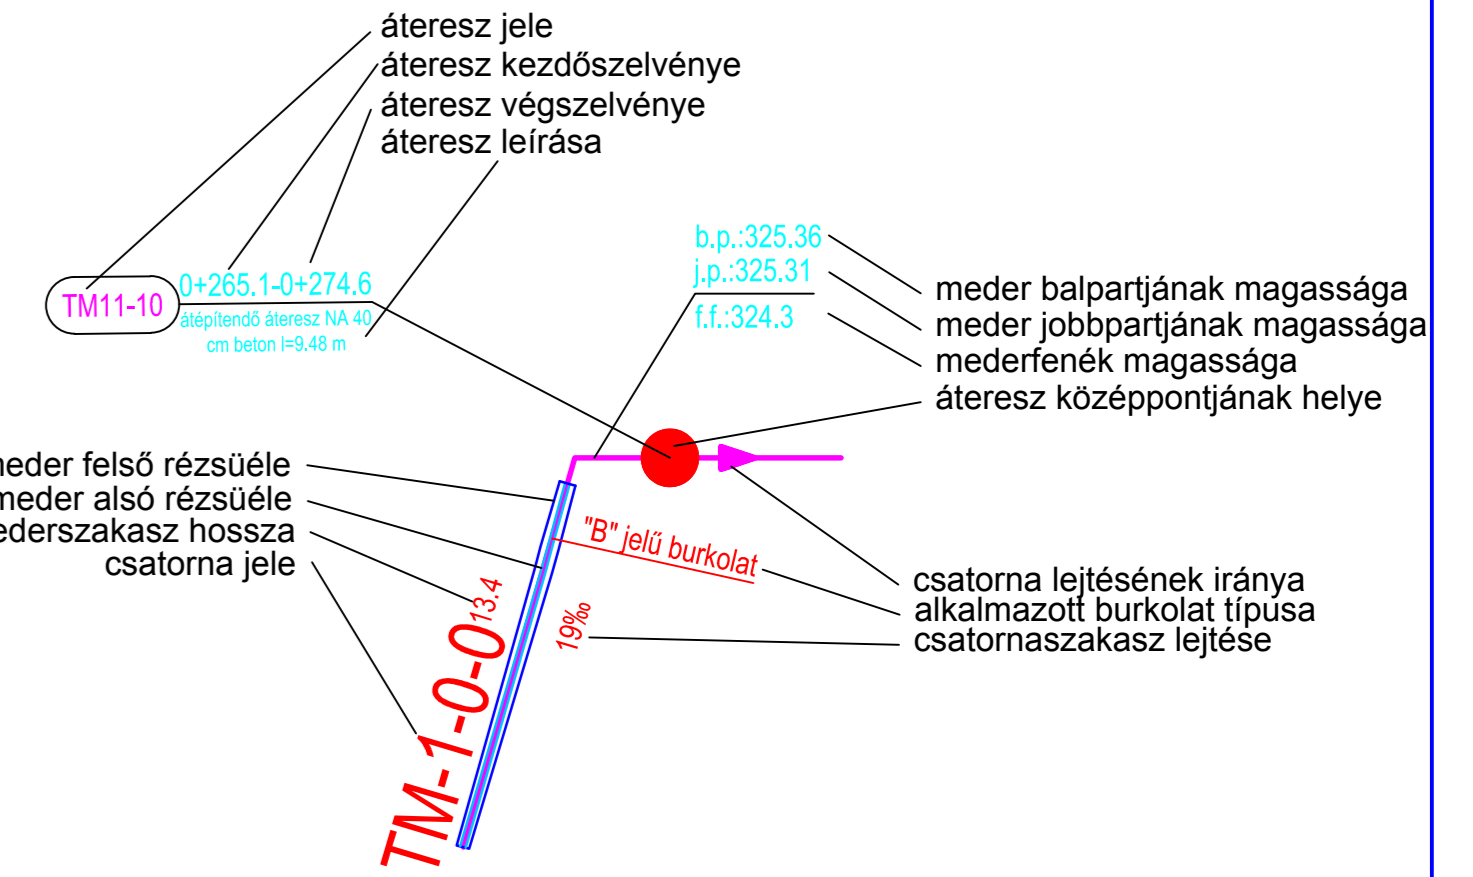 áteresz jele
áteresz kezdőszelvénye
áteresz végszelvénye
áteresz leírása
TM11-10
0+265.1-0+274.6
átépítendő áteresz NA 40
cm beton l=9.48 m
b.p.:325.36
j.p.:325.31
f.f.:324.3
meder balpartjának magassága
meder jobbpartjának magassága
mederfenék magassága
áteresz középpontjának helye
meder felső rézsüéle
meder alsó rézsüéle
ederszakasz hossza
csatorna jele
"B" jelű burkolat
13.4
19‰
TM-1-0-0
csatorna lejtésének iránya
alkalmazott burkolat típusa
csatornaszakasz lejtése